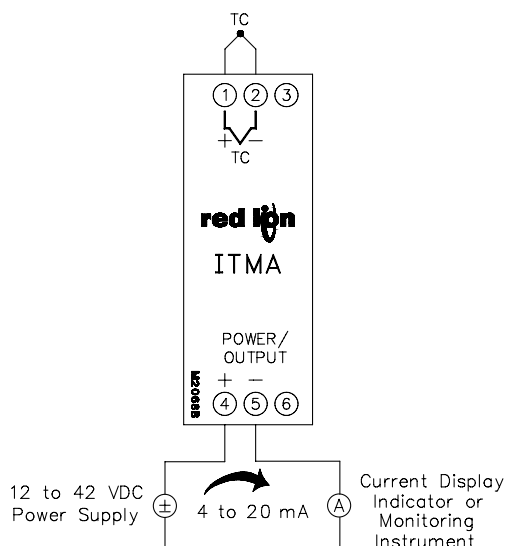 TC
1 2 3
+ −
TC
red lion
ITMA
POWER/
OUTPUT
+ −
M2068B
4 5 6
12 to 42 VDC
Power Supply
±
4 to 20 mA
A
Current Display
Indicator or
Monitoring
Instrument